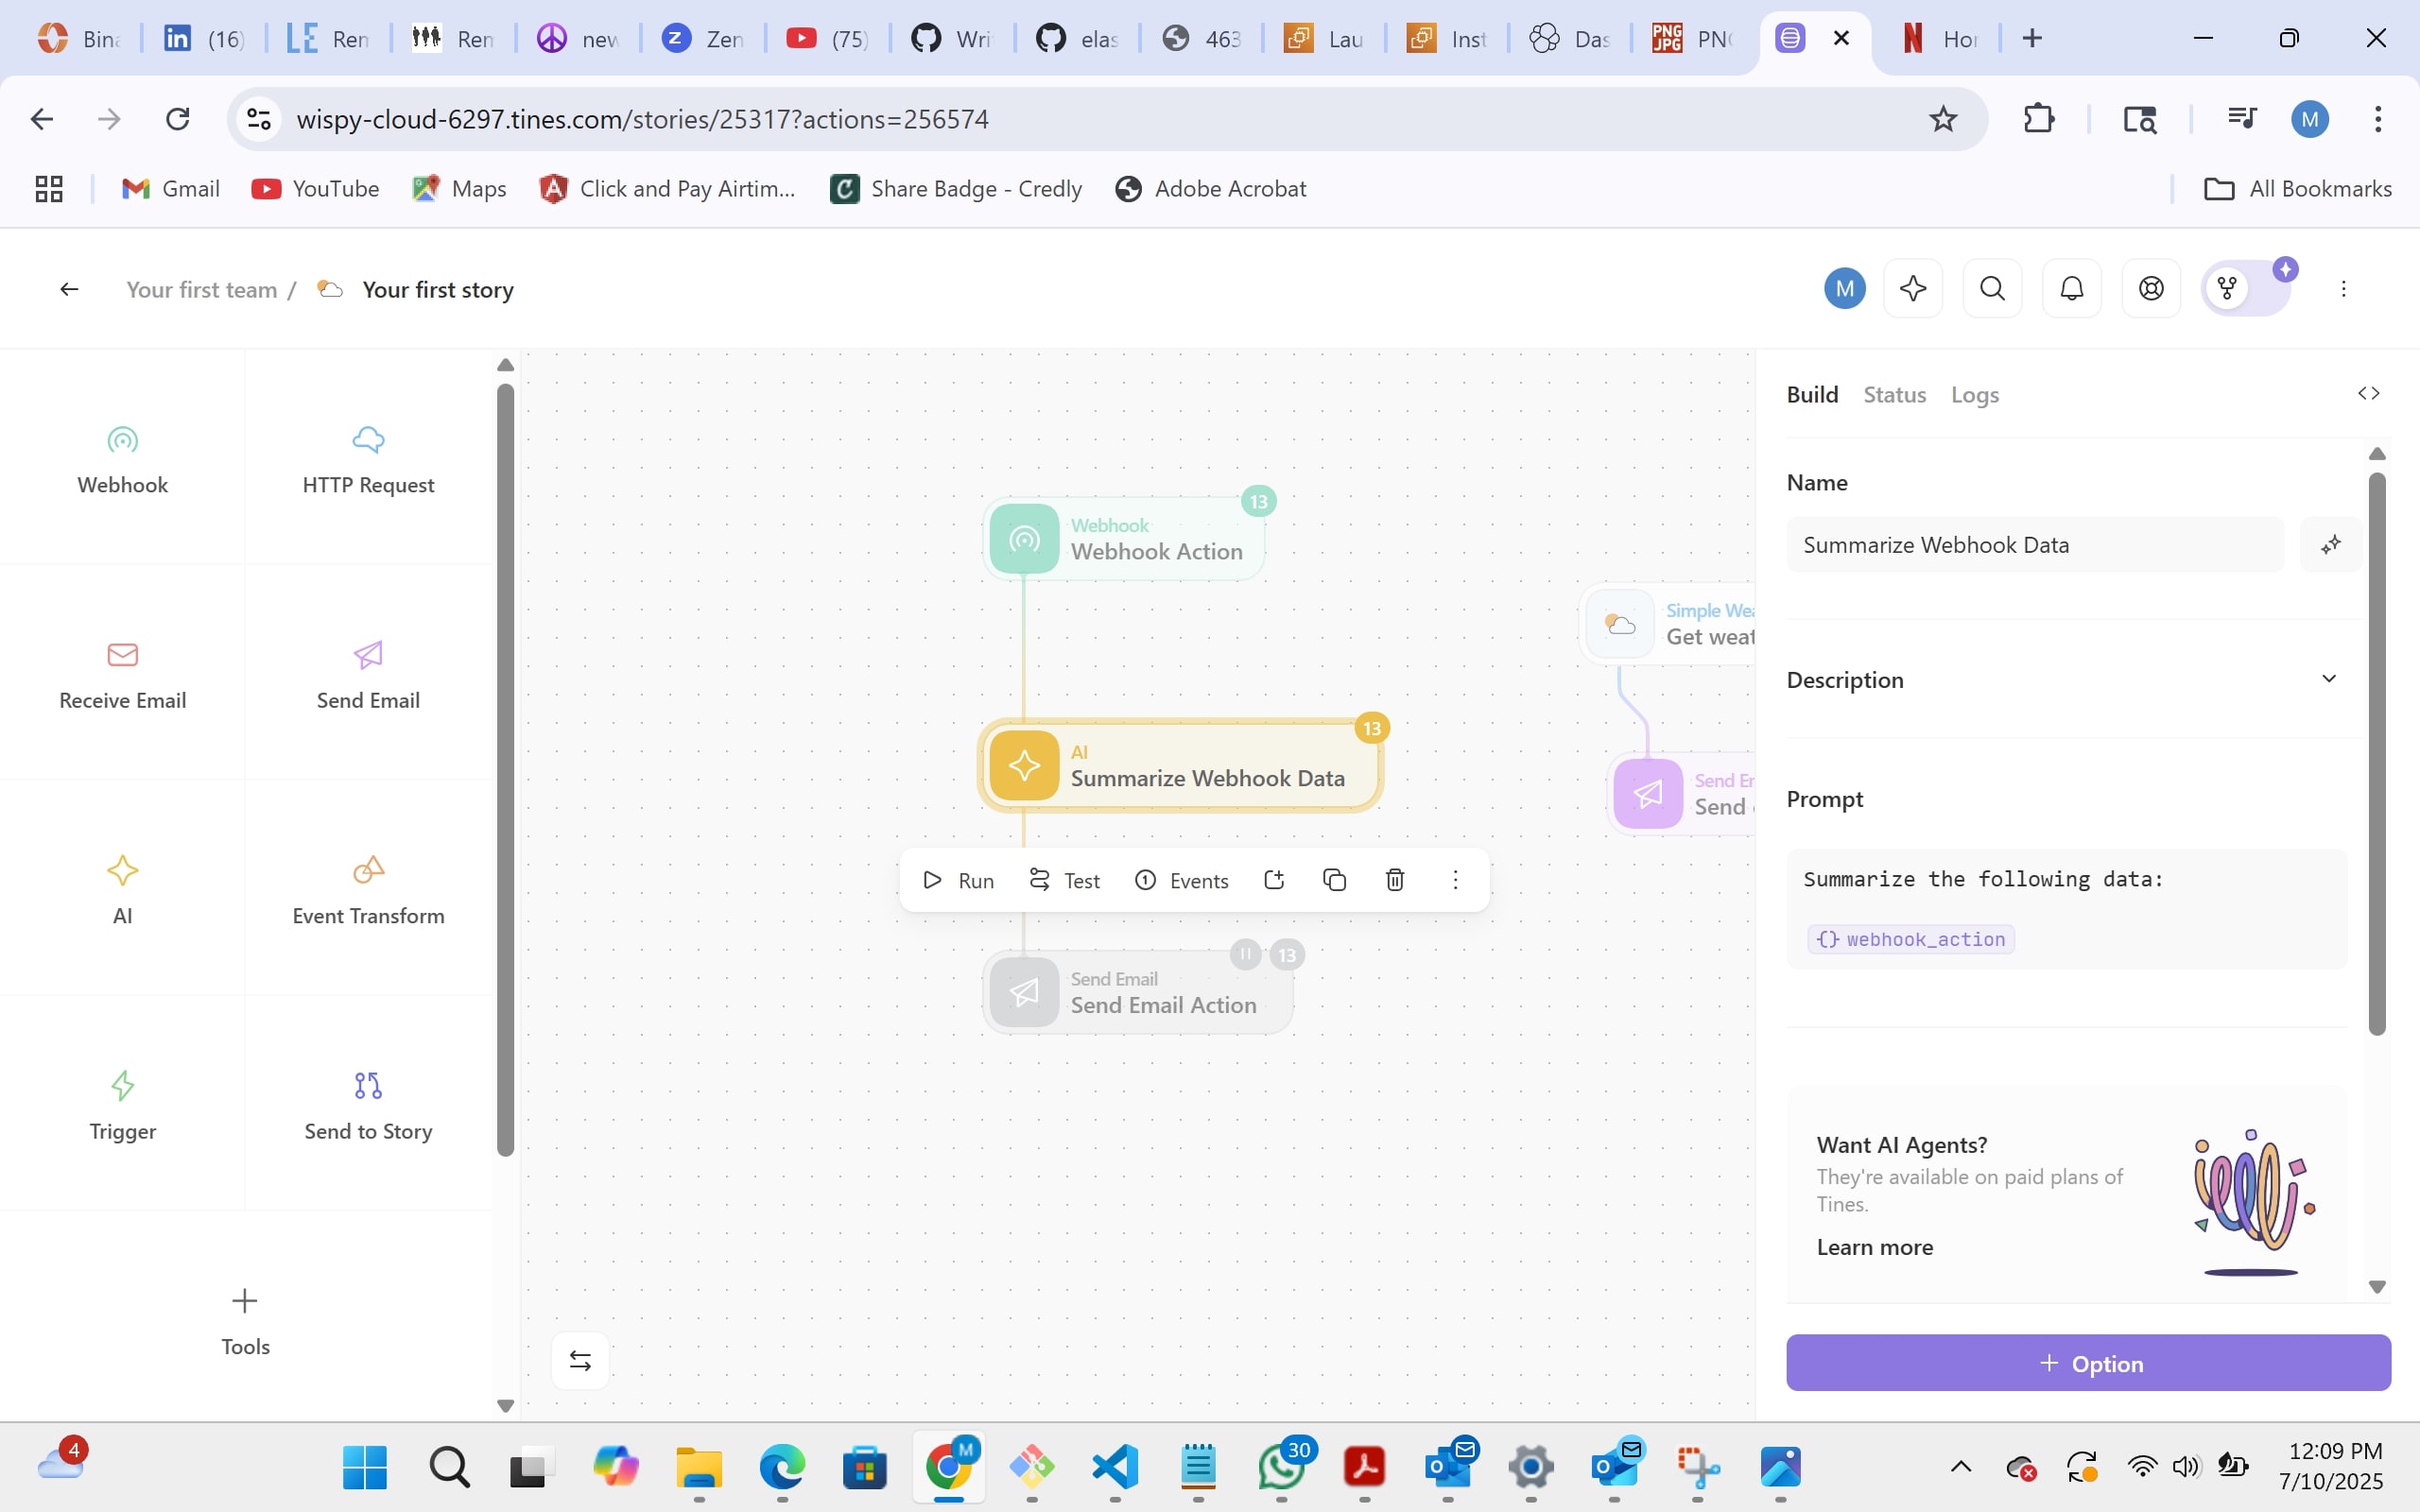 Bina
(16)
Rem
Rem
new
Zen
(75)
Wri
elas
463
Lau
Inst
Das
PNG
JPG
PNG
Hor
wispy-cloud-6297.tines.com/stories/25317?actions=256574
M
Gmail
YouTube
Maps
Click and Pay Airtim...
Share Badge - Credly
Adobe Acrobat
All Bookmarks
Your first team /
Your first story
M
Webhook
HTTP Request
Receive Email
Send Email
AI
Event Transform
Trigger
Send to Story
Tools
13
Webhook
Webhook Action
13
AI
Summarize Webhook Data
Run
Test
Events
13
Send Email
Send Email Action
Simple Wea
Get weat
Send Em
Send
Build
Status
Logs
Name
Summarize Webhook Data
Description
Prompt
Summarize the following data:
{} webhook_action
Want AI Agents?
They're available on paid plans of
Tines.
Learn more
+ Option
4
M
30
12:09 PM
7/10/2025